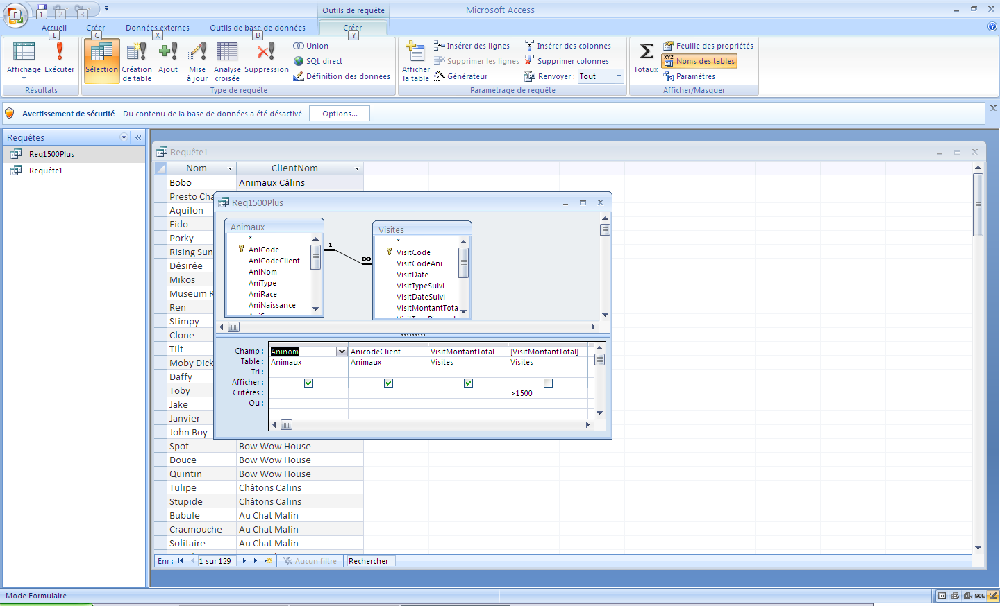 Outils de requête
Microsoft Access
F
1
2
3
Accueil
Créer
Données externes
Outils de base de données
Créer
L
C
X
B
Y
Affichage
Exécuter
Résultats
Sélection
Création de table
Ajout
Mise à jour
Analyse croisée
Suppression
Union
SQL direct
Définition des données
Type de requête
Afficher la table
Insérer des lignes
Supprimer les lignes
Générateur
Insérer des colonnes
Supprimer colonnes
Renvoyer : Tout
Paramétrage de requête
Totaux
Feuille des propriétés
Noms des tables
Paramètres
Afficher/Masquer
Avertissement de sécurité Du contenu de la base de données a été désactivé Options...
Requêtes
Req1500Plus
Requête1
Requête1
Nom ClientNom
Bobo Animaux Câlins
Presto Cha
Aquilon
Fido
Porky
Rising Sun
Désirée
Mikos
Museum R
Ren
Stimpy
Clone
Tilt
Moby Dick
Daffy
Toby
Jake
Janvier
John Boy
Spot Bow Wow House
Douce Bow Wow House
Quintin Bow Wow House
Tulipe Châtons Calins
Stupide Châtons Calins
Bubule Au Chat Malin
Cracmouche Au Chat Malin
Solitaire Au Chat Malin
Req1500Plus
Animaux
*
AniCode
AniCodeClient
AniNom
AniType
AniRace
AniNaissance
1
∞
Visites
*
VisitCode
VisitCodeAni
VisitDate
VisitTypeSuivi
VisitDateSuivi
VisitMontantTota
Champ : Aninom AnicodeClient VisitMontantTotal [VisitMontantTotal]
Table : Animaux Animaux Visites Visites
Tri :
Afficher :
Critères : >1500
Ou :
Enr : 1 sur 129 Aucun filtre Rechercher
Mode Formulaire
SQL